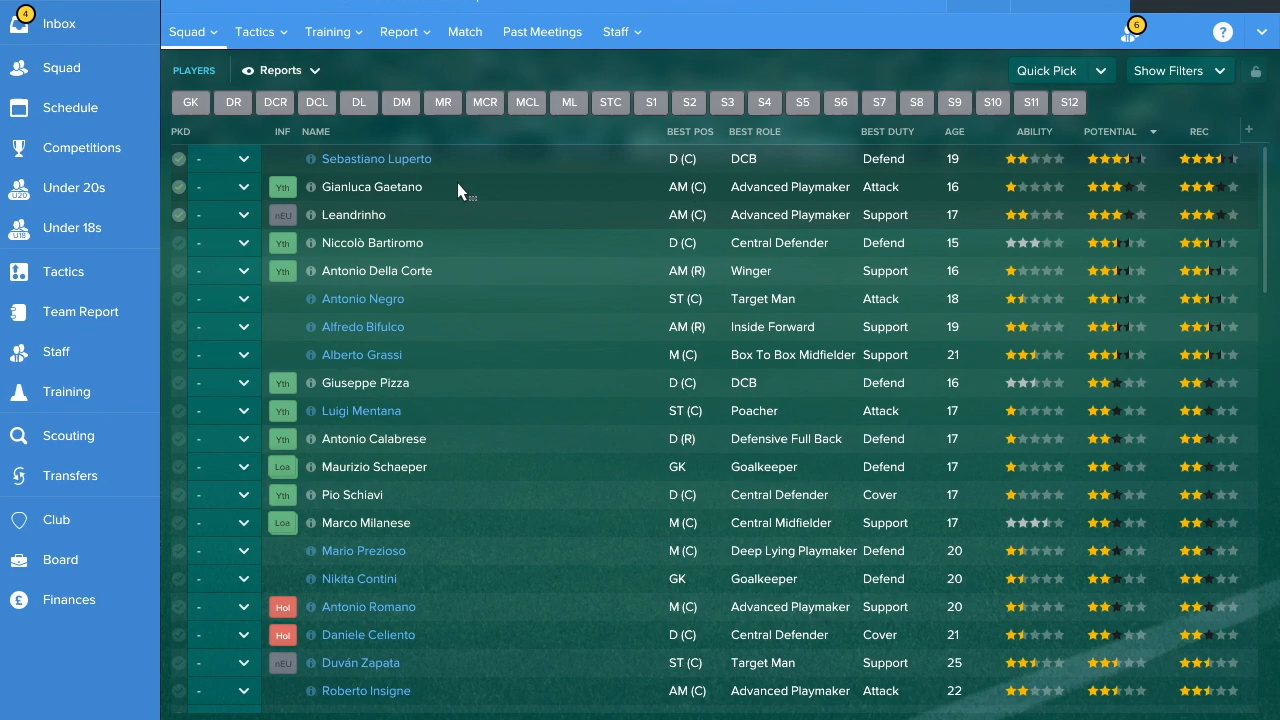 4
Inbox
Squad
Schedule
Competitions
U20
Under 20s
U18
Under 18s
Tactics
Team Report
Staff
Training
Scouting
Transfers
Club
Board
£ Finances
Squad Tactics Training Report Match Past Meetings Staff 6 ?
PLAYERS Reports Quick Pick Show Filters
GK DR DCR DCL DL DM MR MCR MCL ML STC S1 S2 S3 S4 S5 S6 S7 S8 S9 S10 S11 S12
PKD INF NAME BEST POS BEST ROLE BEST DUTY AGE ABILITY POTENTIAL REC +
- Sebastiano Luperto D (C) DCB Defend 19
- Yth Gianluca Gaetano AM (C) Advanced Playmaker Attack 16
- nEU Leandrinho AM (C) Advanced Playmaker Support 17
- Yth Niccolò Bartiromo D (C) Central Defender Defend 15
- Yth Antonio Della Corte AM (R) Winger Support 16
- Antonio Negro ST (C) Target Man Attack 18
- Alfredo Bifulco AM (R) Inside Forward Support 19
- Alberto Grassi M (C) Box To Box Midfielder Support 21
- Yth Giuseppe Pizza D (C) DCB Defend 16
- Yth Luigi Mentana ST (C) Poacher Attack 17
- Yth Antonio Calabrese D (R) Defensive Full Back Defend 17
- Loa Maurizio Schaeper GK Goalkeeper Defend 17
- Yth Pio Schiavi D (C) Central Defender Cover 17
- Loa Marco Milanese M (C) Central Midfielder Support 17
- Mario Prezioso M (C) Deep Lying Playmaker Defend 20
- Nikita Contini GK Goalkeeper Defend 20
- Hol Antonio Romano M (C) Advanced Playmaker Support 20
- Hol Daniele Celiento D (C) Central Defender Cover 21
- nEU Duván Zapata ST (C) Target Man Support 25
- Roberto Insigne AM (C) Advanced Playmaker Attack 22